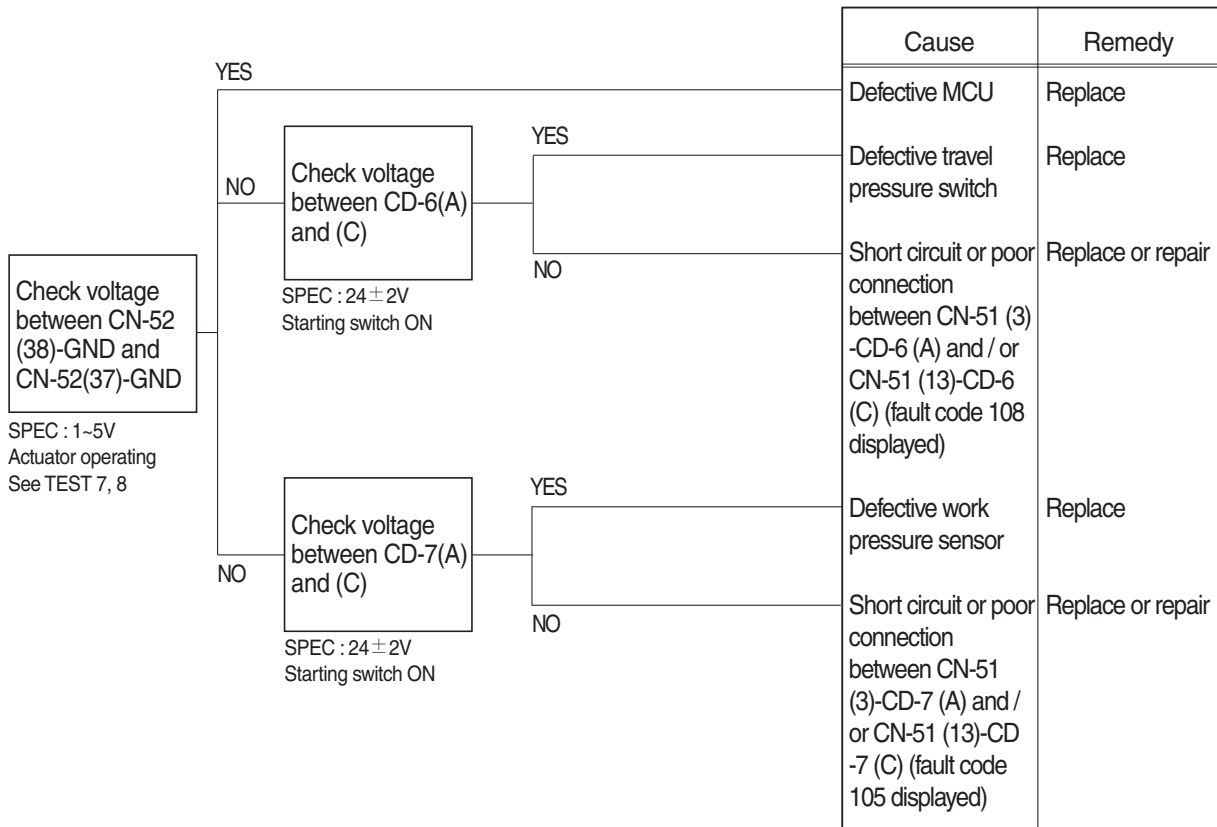 Cause
Remedy
YES
Defective MCU
Replace
YES
Defective travel
pressure switch
Replace
NO
Check voltage
between CD-6(A)
and (C)
SPEC : 24±2V
Starting switch ON
NO
Short circuit or poor
connection
between CN-51 (3)
-CD-6 (A) and / or
CN-51 (13)-CD-6
(C) (fault code 108
displayed)
Replace or repair
Check voltage
between CN-52
(38)-GND and
CN-52(37)-GND
SPEC : 1~5V
Actuator operating
See TEST 7, 8
YES
Defective work
pressure sensor
Replace
NO
Check voltage
between CD-7(A)
and (C)
SPEC : 24±2V
Starting switch ON
NO
Short circuit or poor
connection
between CN-51
(3)-CD-7 (A) and /
or CN-51 (13)-CD
-7 (C) (fault code
105 displayed)
Replace or repair